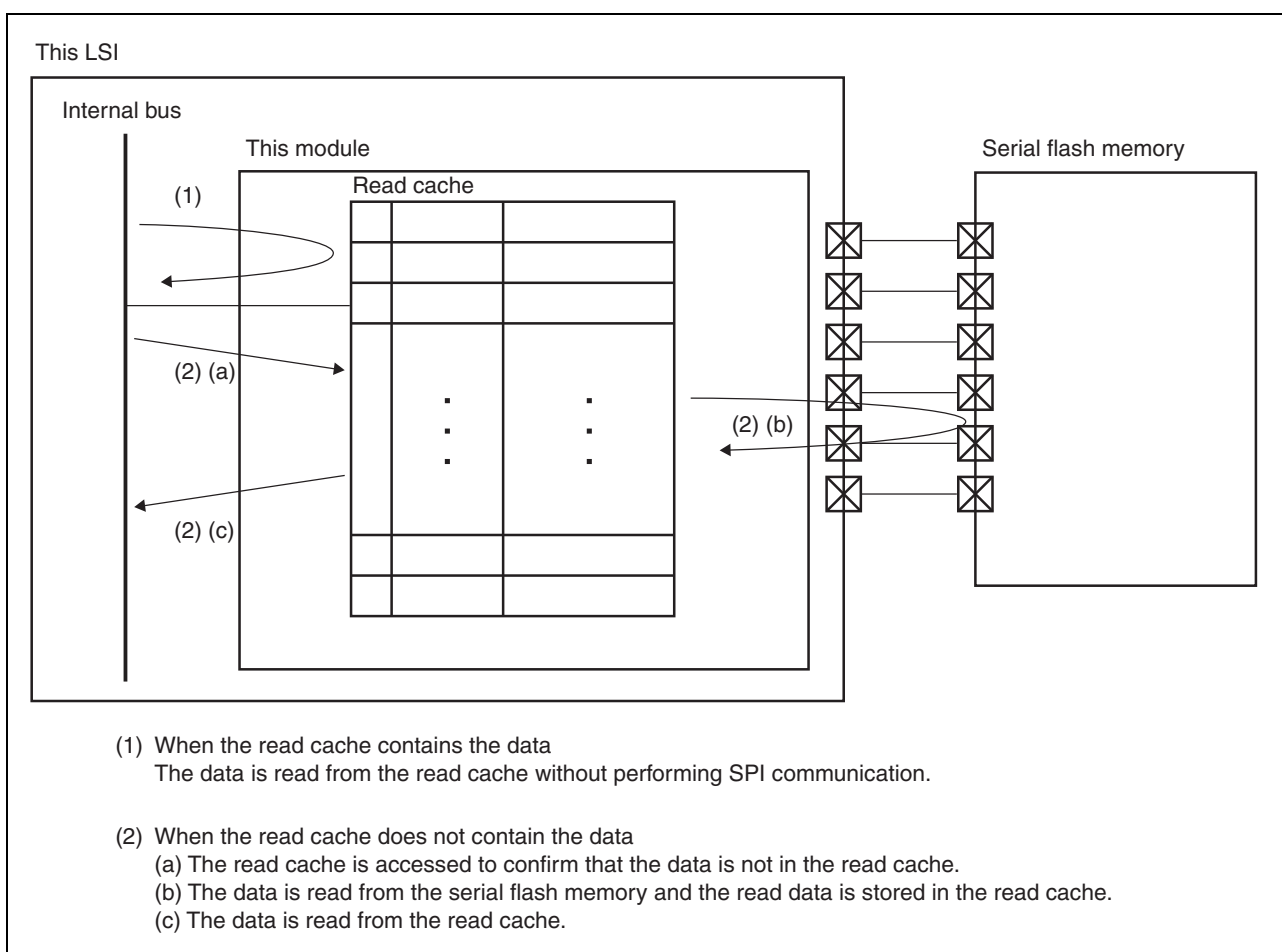 This LSI
Internal bus
This module
Serial flash memory
Read cache
(1)
(2) (a)
(2) (b)
(2) (c)
(1) When the read cache contains the data
The data is read from the read cache without performing SPI communication.
(2) When the read cache does not contain the data
(a) The read cache is accessed to confirm that the data is not in the read cache.
(b) The data is read from the serial flash memory and the read data is stored in the read cache.
(c) The data is read from the read cache.